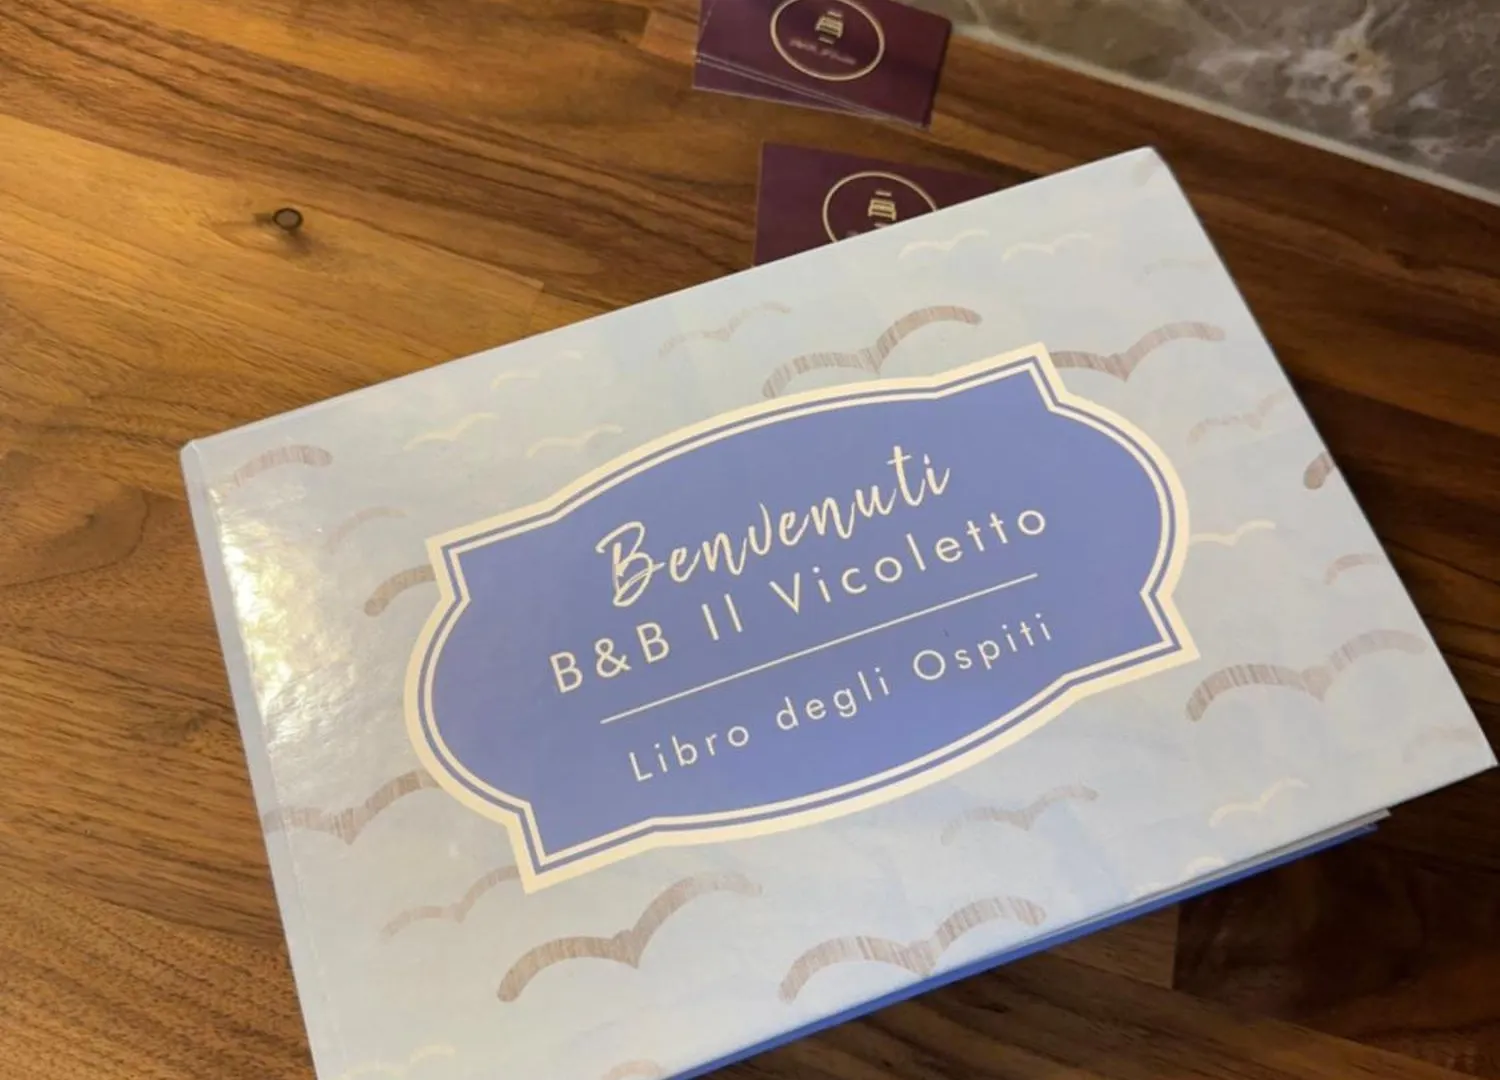 Benvenuti
B&B Il Vicoletto
Libro degli Ospiti